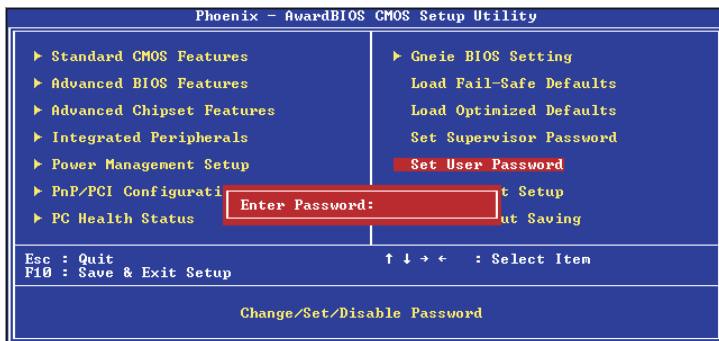 Phoenix - AwardBIOS CMOS Setup Utility
▶ Standard CMOS Features
▶ Advanced BIOS Features
▶ Advanced Chipset Features
▶ Integrated Peripherals
▶ Power Management Setup
▶ PnP/PCI Configurati
▶ PC Health Status
▶ Gneie BIOS Setting
Load Fail-Safe Defaults
Load Optimized Defaults
Set Supervisor Password
Set User Password
t Setup
ut Saving
Enter Password:
Esc : Quit
F10 : Save & Exit Setup
↑ ↓ → ← : Select Item
Change/Set/Disable Password